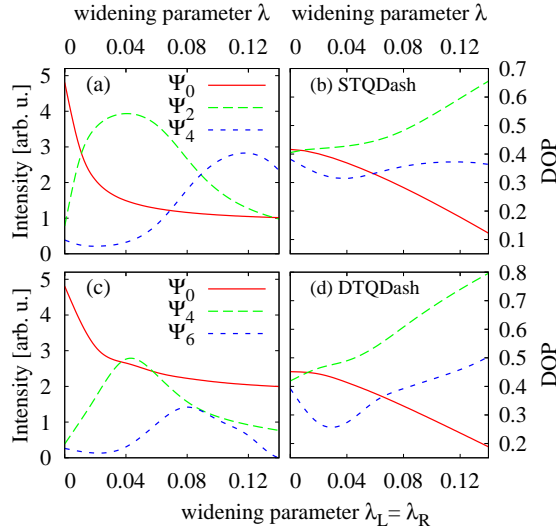 widening parameter λ
widening parameter λ
0 0.04 0.08 0.12
0 0.04 0.08 0.12
(a)
Ψ0
Ψ2
Ψ4
(b) STQDash
Intensity [arb. u.]
5
4
3
2
1
0
DOP
0.7
0.6
0.5
0.4
0.3
0.2
0.1
(c)
Ψ0
Ψ4
Ψ6
(d) DTQDash
Intensity [arb. u.]
5
4
3
2
1
0
DOP
0.8
0.7
0.6
0.5
0.4
0.3
0.2
0 0.04 0.08 0.12
0 0.04 0.08 0.12
widening parameter λL= λR